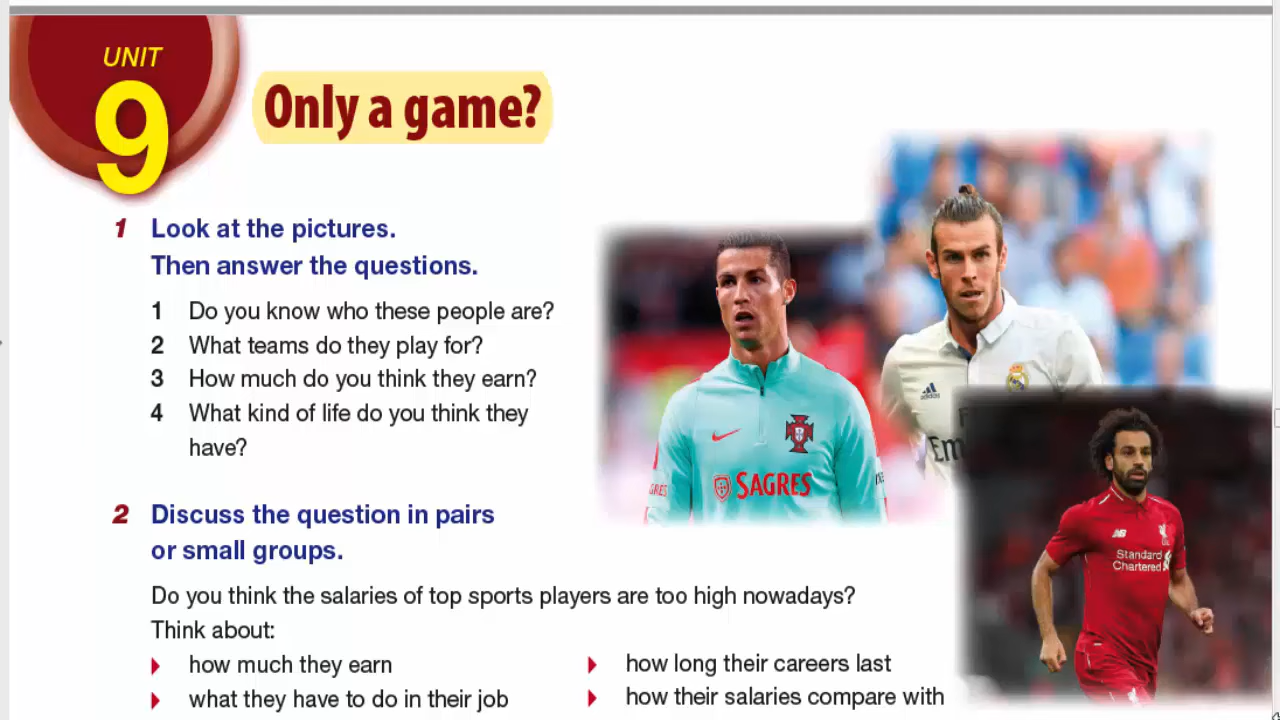 UNIT
9
Only a game?
1 Look at the pictures.
Then answer the questions.
1 Do you know who these people are?
2 What teams do they play for?
3 How much do you think they earn?
4 What kind of life do you think they
have?
2 Discuss the question in pairs
or small groups.
Do you think the salaries of top sports players are too high nowadays?
Think about:
how much they earn
what they have to do in their job
how long their careers last
how their salaries compare with
SAGRES
GRES
adidas
Em
Standard
Chartered